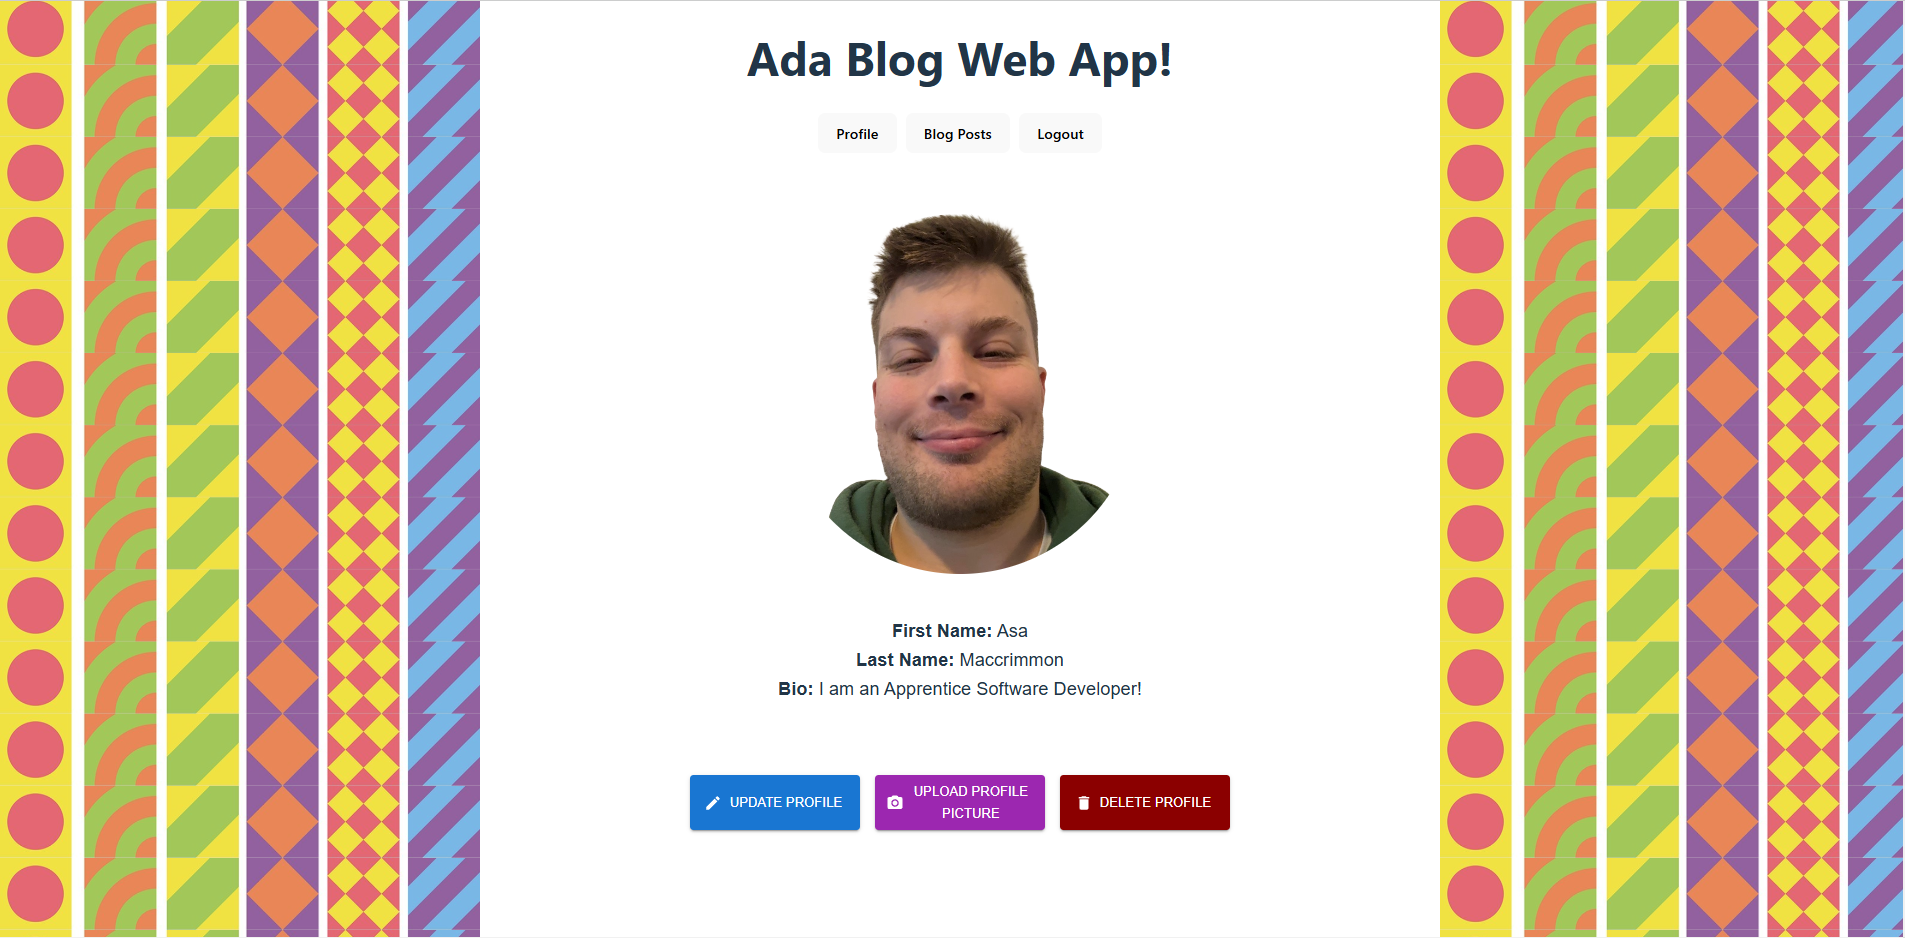 Ada Blog Web App!
Profile
Blog Posts
Logout
First Name: Asa
Last Name: Maccrimmon
Bio: I am an Apprentice Software Developer!
UPDATE PROFILE
UPLOAD PROFILE
PICTURE
DELETE PROFILE